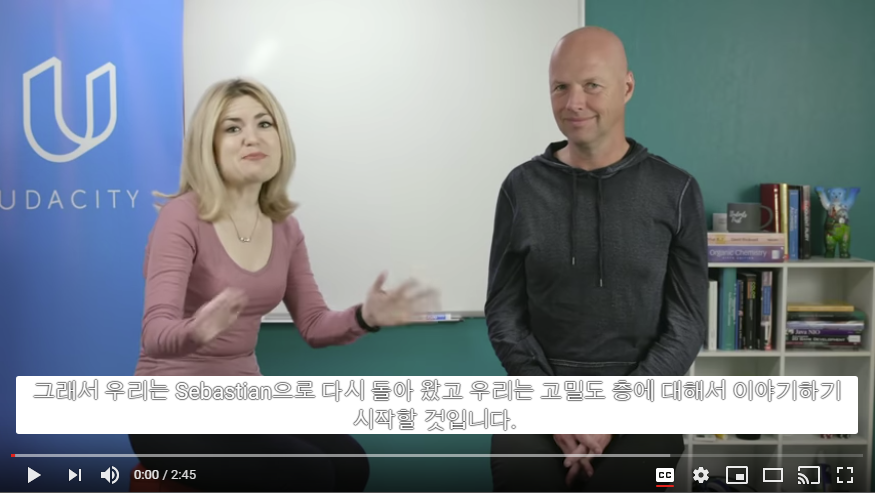 UDACITY
Organic Chemistry
그래서 우리는 Sebastian으로 다시 돌아 왔고 우리는 고밀도 층에 대해서 이야기하기
시작할 것입니다.
0:00 / 2:45
CC